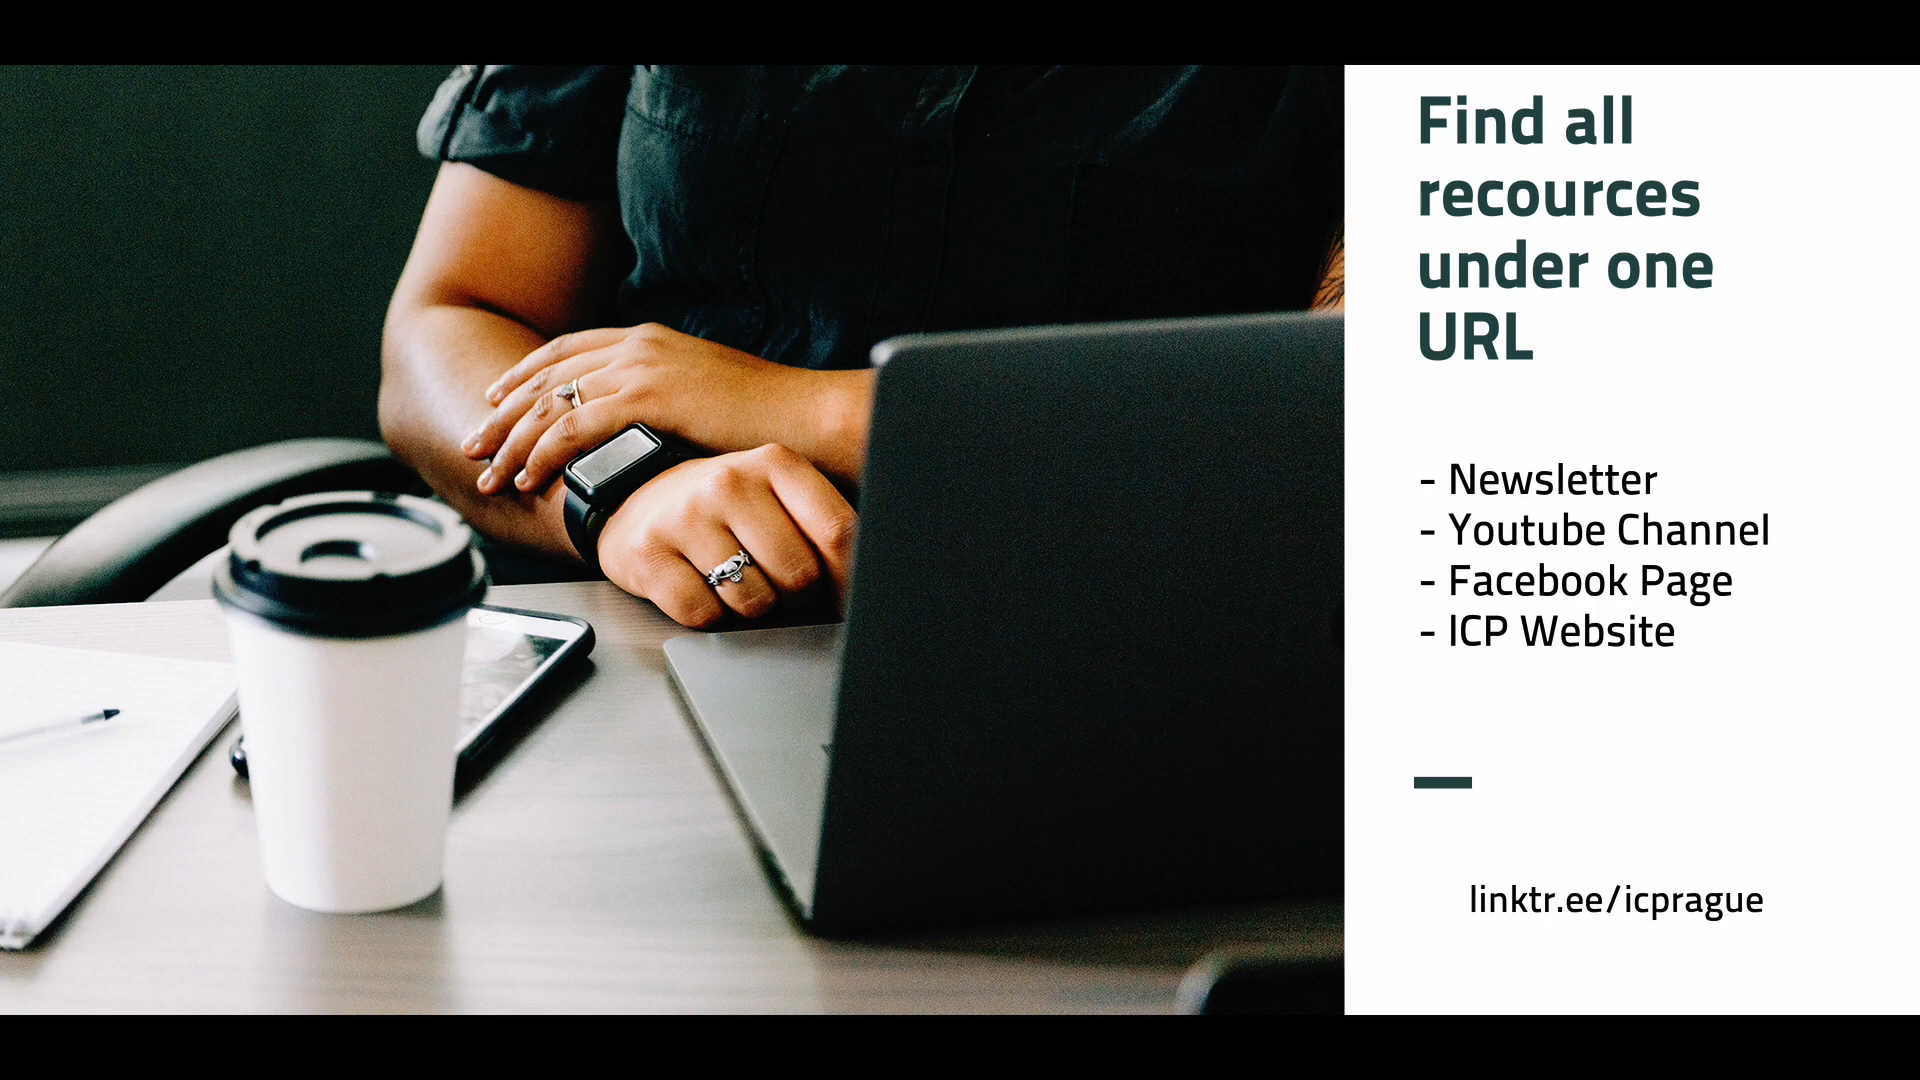 Find all
recources
under one
URL
- Newsletter
- Youtube Channel
- Facebook Page
- ICP Website
linktr.ee/icprague